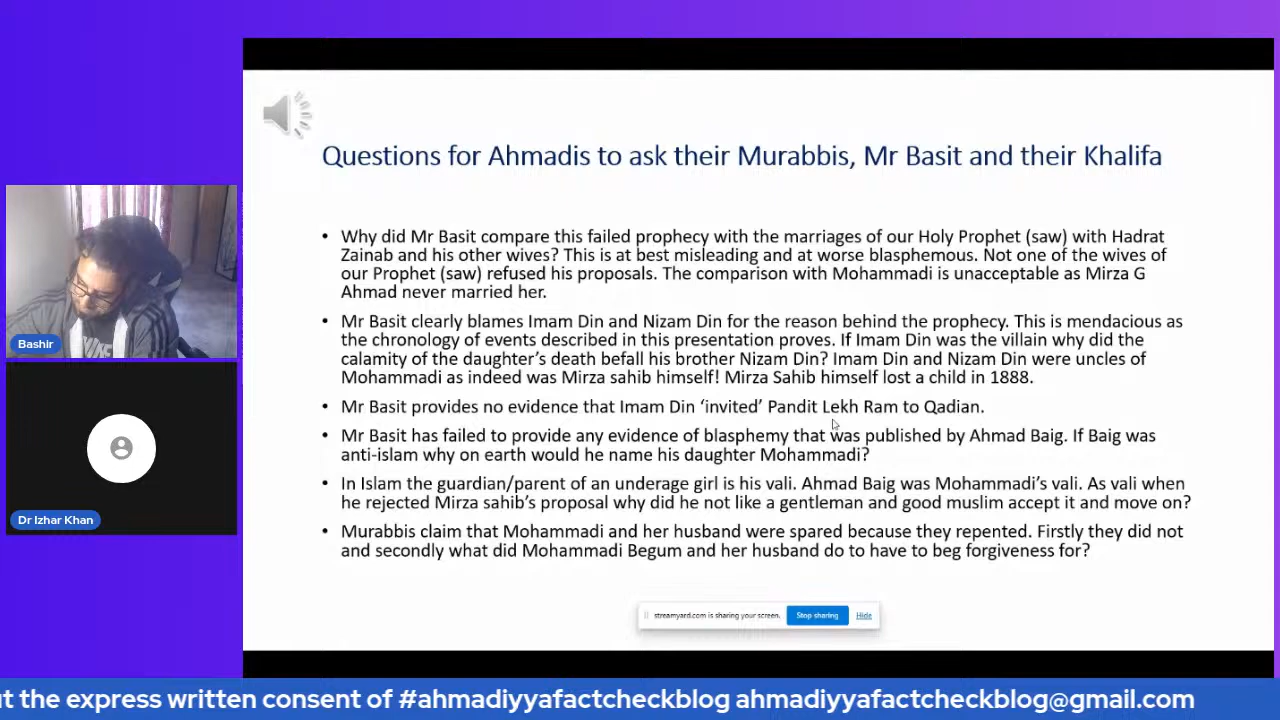 Questions for Ahmadis to ask their Murabbis, Mr Basit and their Khalifa
• Why did Mr Basit compare this failed prophecy with the marriages of our Holy Prophet (saw) with Hadrat
Zainab and his other wives? This is at best misleading and at worse blasphemous. Not one of the wives of
our Prophet (saw) refused his proposals. The comparison with Mohammadi is unacceptable as Mirza G
Ahmad never married her.
• Mr Basit clearly blames Imam Din and Nizam Din for the reason behind the prophecy. This is mendacious as
the chronology of events described in this presentation proves. If Imam Din was the villain why did the
calamity of the daughter's death befall his brother Nizam Din? Imam Din and Nizam Din were uncles of
Mohammadi as indeed was Mirza sahib himself! Mirza Sahib himself lost a child in 1888.
• Mr Basit provides no evidence that Imam Din ‘invited’ Pandit Lekh Ram to Qadian.
• Mr Basit has failed to provide any evidence of blasphemy that was published by Ahmad Baig. If Baig was
anti-islam why on earth would he name his daughter Mohammadi?
• In Islam the guardian/parent of an underage girl is his vali. Ahmad Baig was Mohammadi's vali. As vali when
he rejected Mirza sahib's proposal why did he not like a gentleman and good muslim accept it and move on?
• Murabbis claim that Mohammadi and her husband were spared because they repented. Firstly they did not
and secondly what did Mohammadi Begum and her husband do to have to beg forgiveness for?
Bashir
Dr Izhar Khan
streamyard.com is sharing your screen.
Stop sharing
Hide
the express written consent of #ahmadiyyafactcheckblog ahmadiyyafactcheckblog@gmail.com